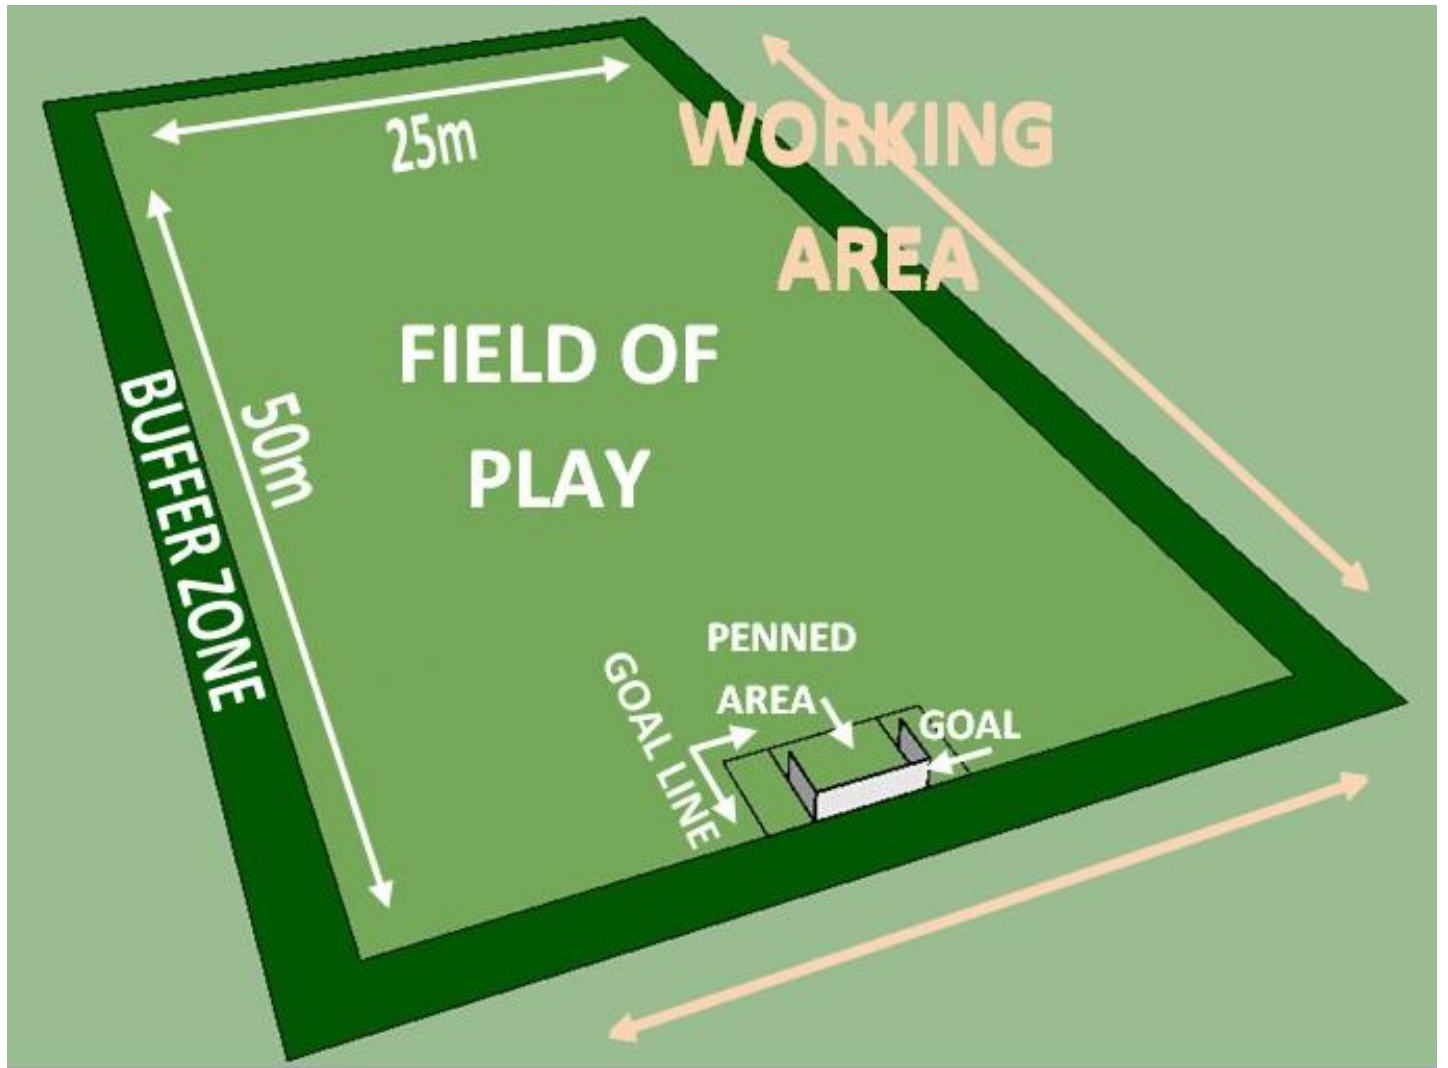 25m
WORKING
AREA
FIELD OF
PLAY
50m
BUFFER ZONE
PENNED
AREA
GOAL LINE
GOAL